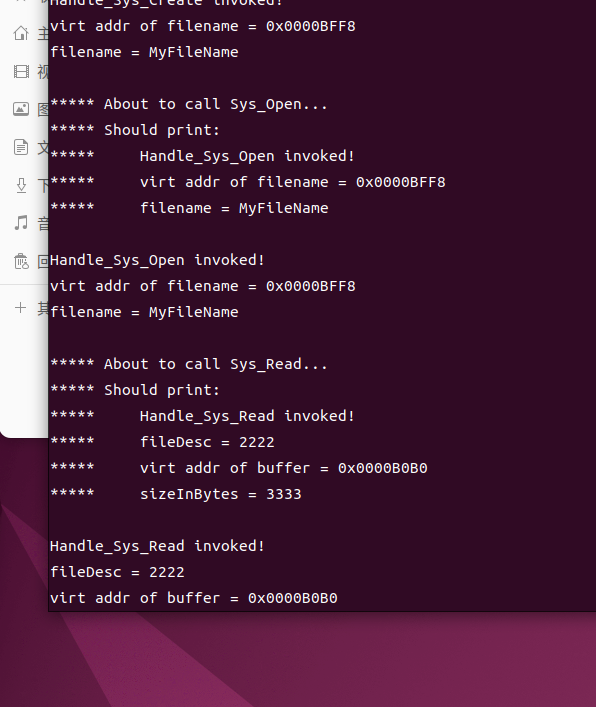 Handle_Sys_Create invoked!
主
virt addr of filename = 0x0000BFF8
filename = MyFileName
***** About to call Sys_Open...
***** Should print:
*****     Handle_Sys_Open invoked!
*****     virt addr of filename = 0x0000BFF8
*****     filename = MyFileName
Handle_Sys_Open invoked!
virt addr of filename = 0x0000BFF8
filename = MyFileName
***** About to call Sys_Read...
***** Should print:
*****     Handle_Sys_Read invoked!
*****     fileDesc = 2222
*****     virt addr of buffer = 0x0000B0B0
*****     sizeInBytes = 3333
Handle_Sys_Read invoked!
fileDesc = 2222
virt addr of buffer = 0x0000B0B0